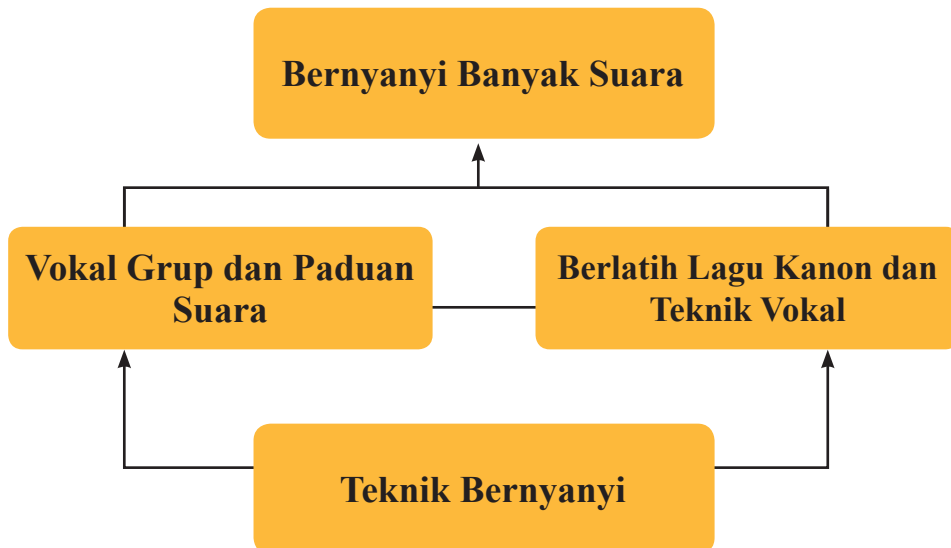 Bernyanyi Banyak Suara
Vokal Grup dan Paduan
Suara
Berlatih Lagu Kanon dan
Teknik Vokal
Teknik Bernyanyi